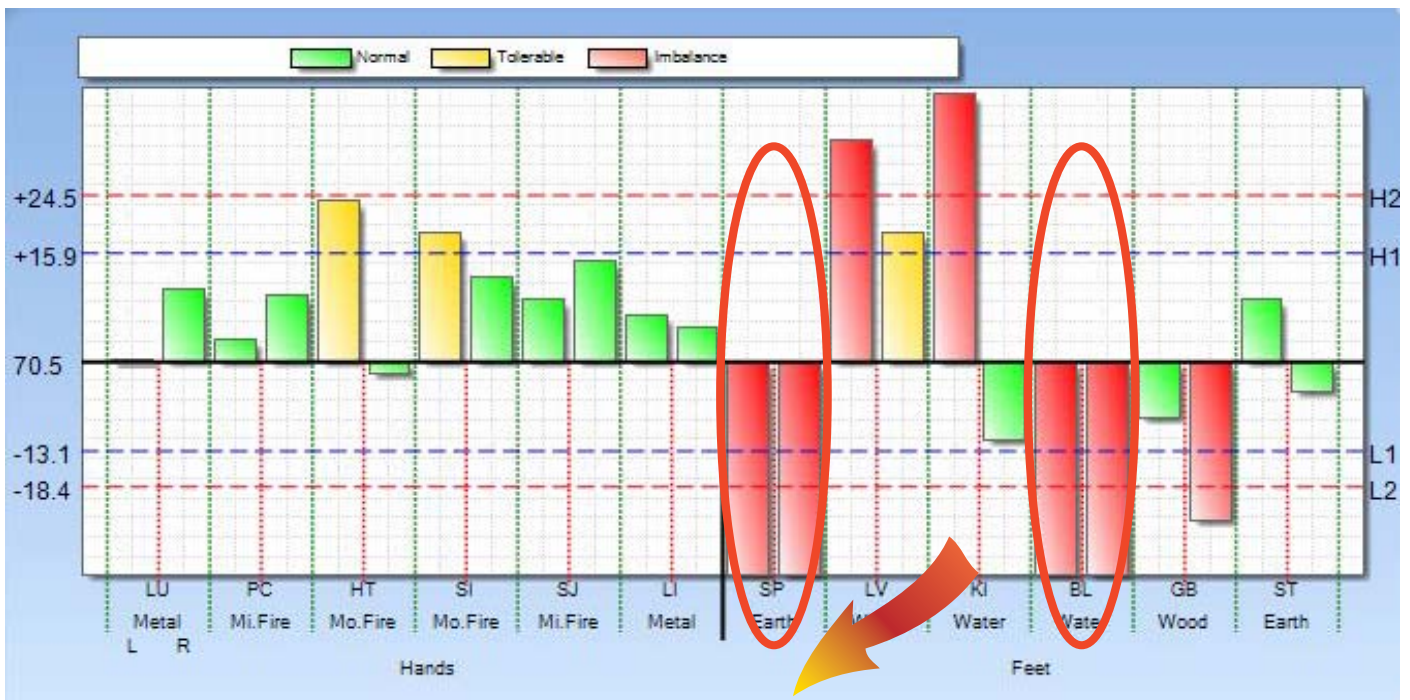 Normal Tolerable Imbalance
+24.5 H2
+15.9 H1
70.5
-13.1 L1
-18.4 L2
LU PC HT SI SJ LI SP LV KI BL GB ST
Metal Mi.Fire Mo.Fire Mo.Fire Mi.Fire Metal Earth Water Wate Wood Earth
L R
Hands Feet